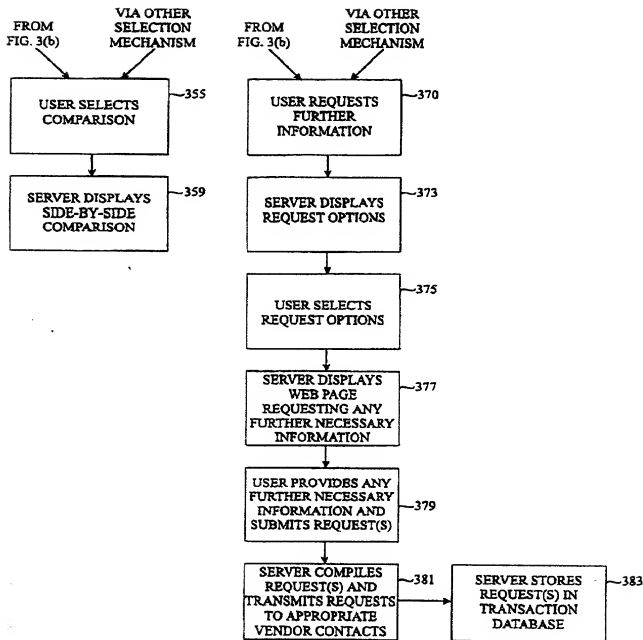 FROM
FIG. 3(b)
VIA OTHER
SELECTION
MECHANISM
USER SELECTS
COMPARISON
355
SERVER DISPLAYS
SIDE-BY-SIDE
COMPARISON
359
FROM
FIG. 3(b)
VIA OTHER
SELECTION
MECHANISM
USER REQUESTS
FURTHER
INFORMATION
370
SERVER DISPLAYS
REQUEST OPTIONS
373
USER SELECTS
REQUEST OPTIONS
375
SERVER DISPLAYS
WEB PAGE
REQUESTING ANY
FURTHER NECESSARY
INFORMATION
377
USER PROVIDES ANY
FURTHER NECESSARY
INFORMATION AND
SUBMITS REQUEST(S)
379
SERVER COMPILES
REQUEST(S) AND
TRANSMITS REQUESTS
TO APPROPRIATE
VENDOR CONTACTS
381
SERVER STORES
REQUEST(S) IN
TRANSACTION
DATABASE
383